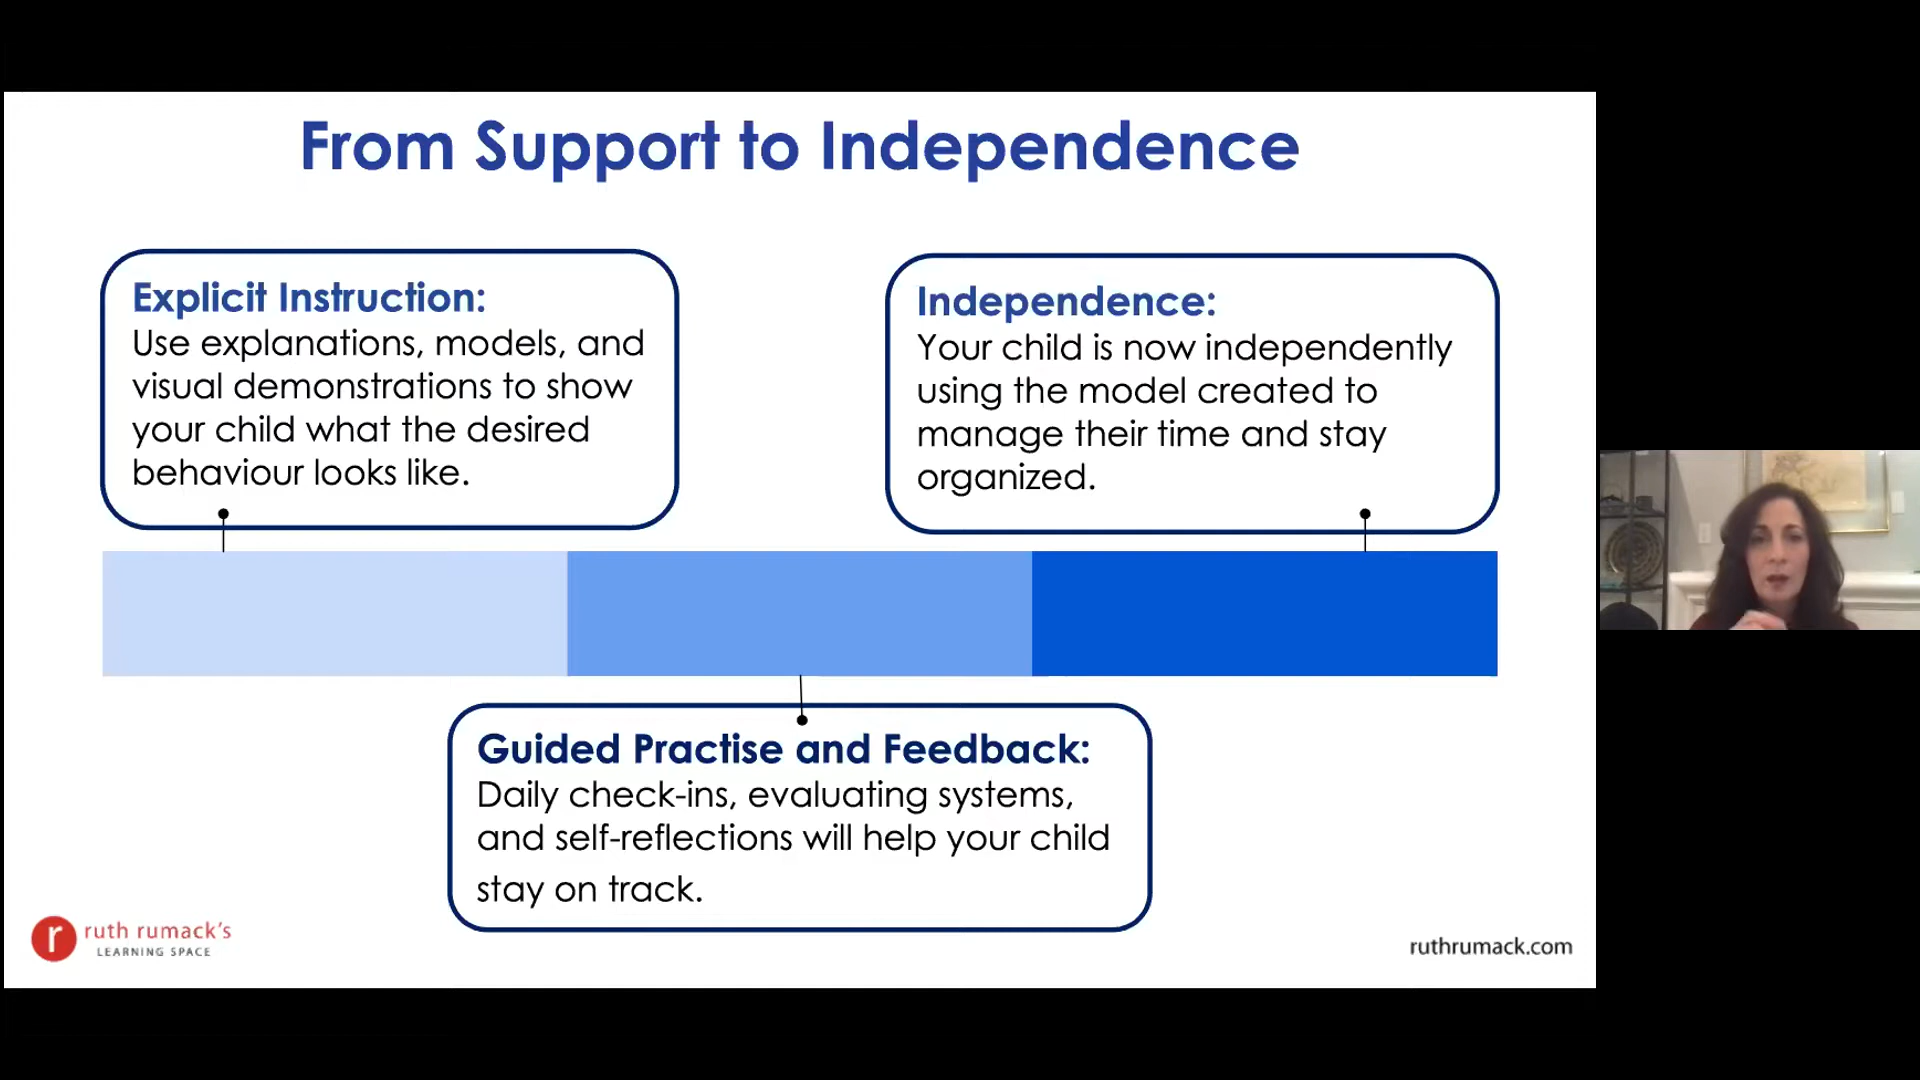 From Support to Independence
Explicit Instruction:
Use explanations, models, and
visual demonstrations to show
your child what the desired
behaviour looks like.
Independence:
Your child is now independently
using the model created to
manage their time and stay
organized.
Guided Practise and Feedback:
Daily check-ins, evaluating systems,
and self-reflections will help your child
stay on track.
r ruth rumack's
LEARNING SPACE
ruthrumack.com